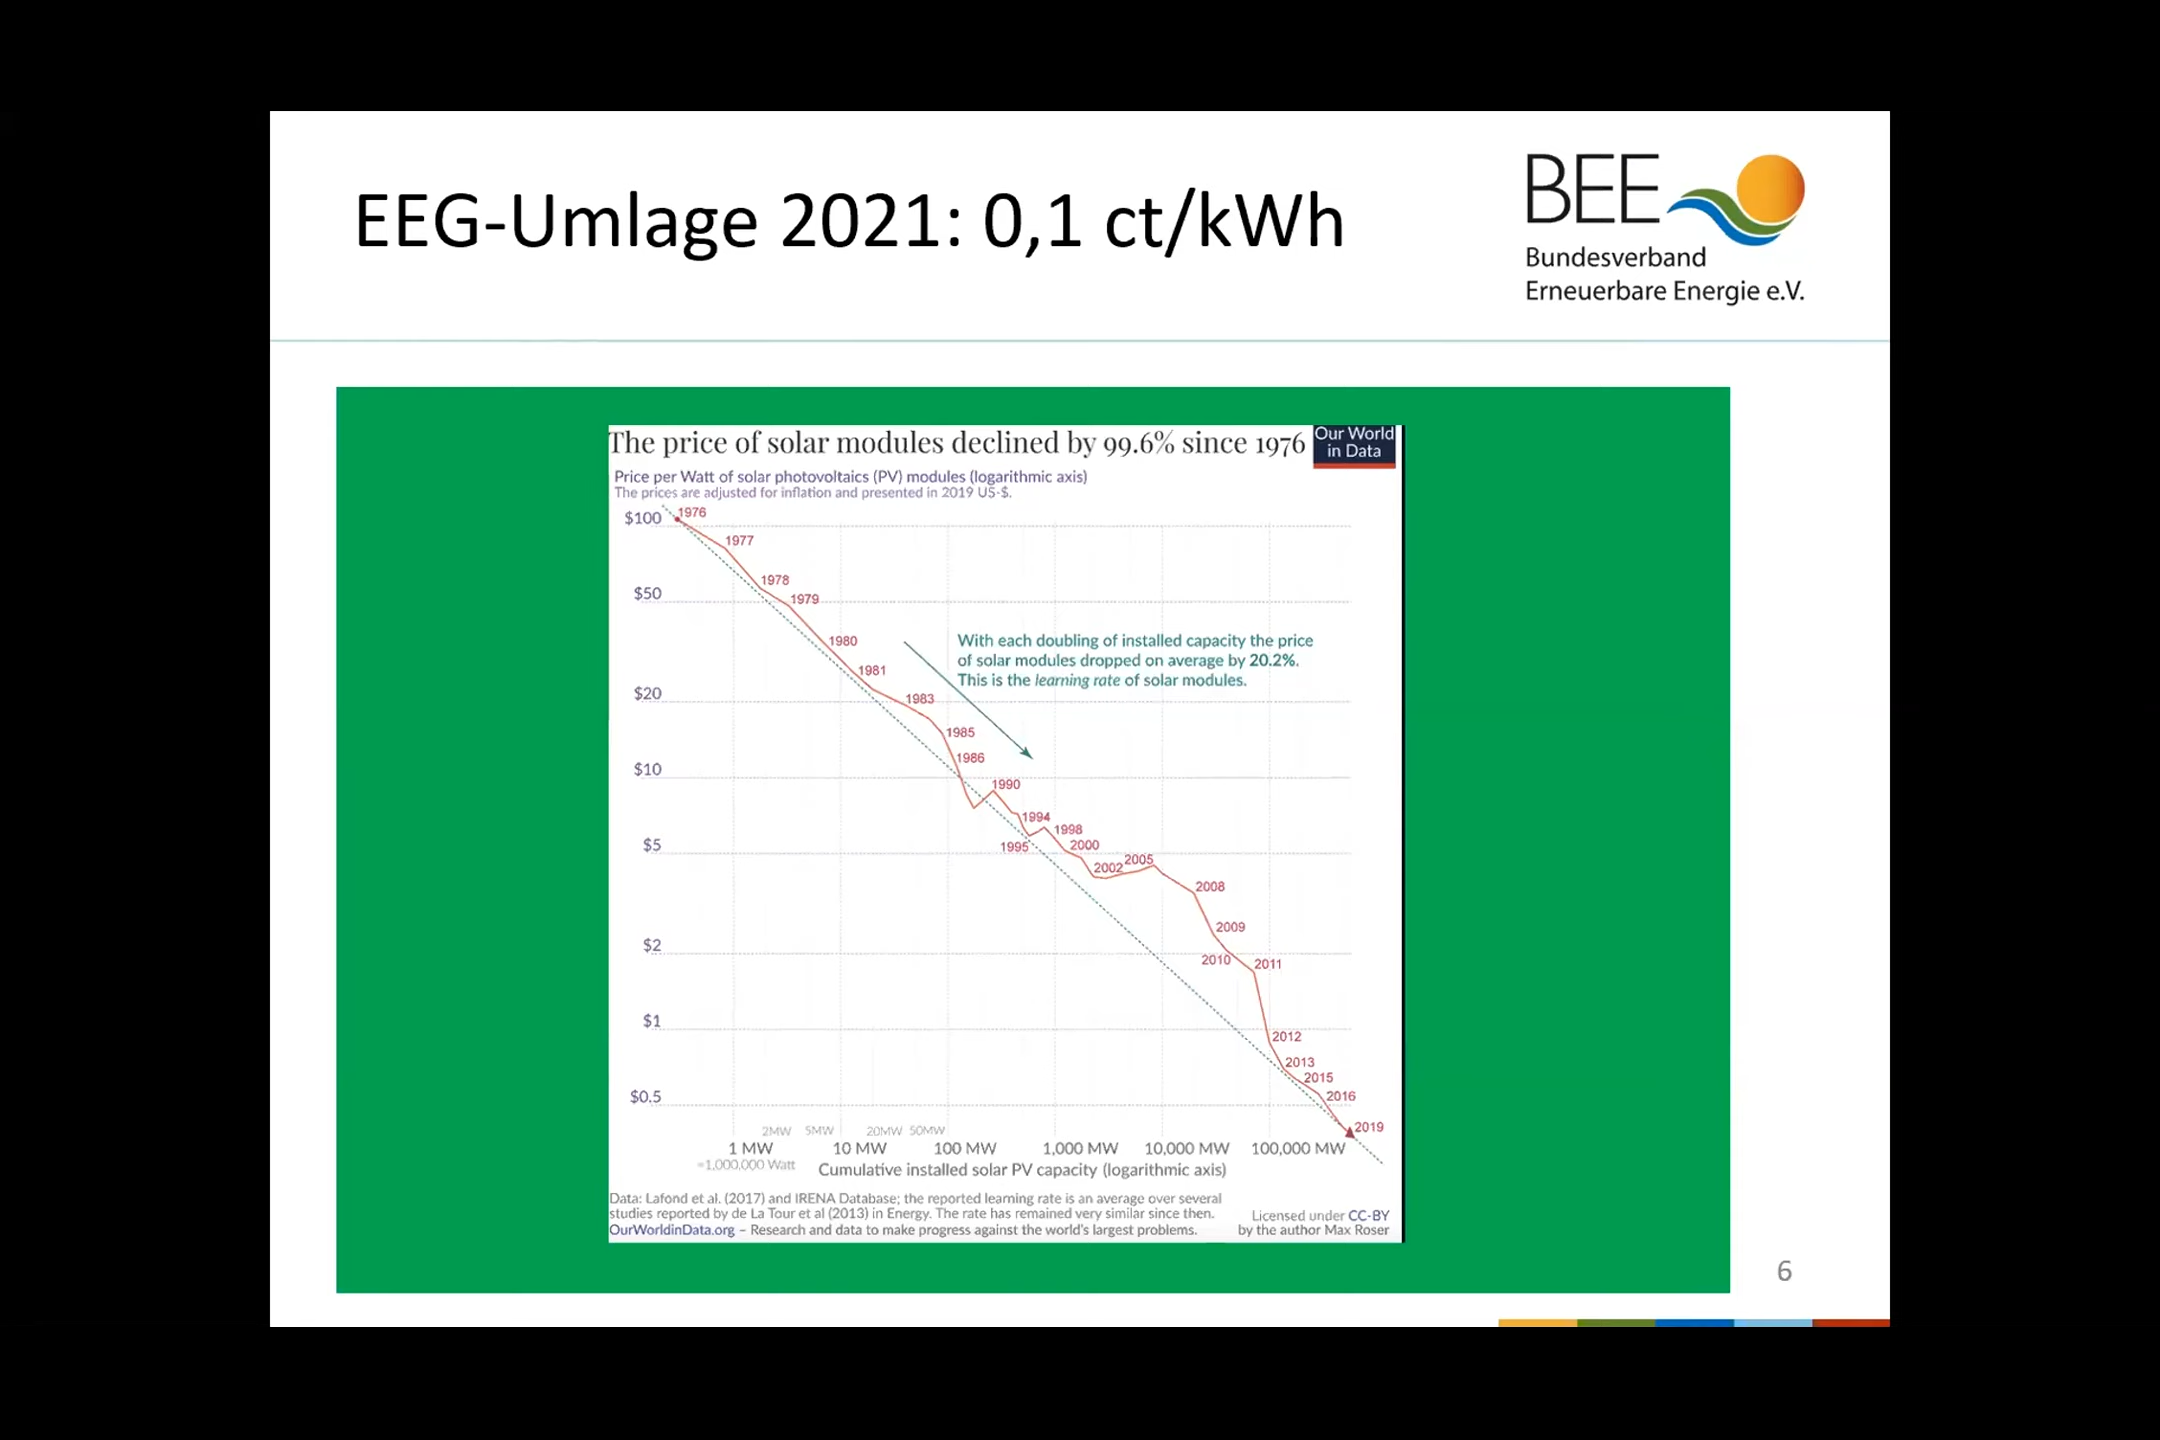 EEG-Umlage 2021: 0,1 ct/kWh
BEE
Bundesverband
Erneuerbare Energie e.V.
The price of solar modules declined by 99.6% since 1976
Our World
in Data
Price per Watt of solar photovoltaics (PV) modules (logarithmic axis)
The prices are adjusted for inflation and presented in 2019 US-$.
$100
1976
1977
1978
$50
1979
1980
With each doubling of installed capacity the price
of solar modules dropped on average by 20.2%.
This is the learning rate of solar modules.
1981
$20
1983
1985
1986
$10
1990
1994
1998
1995
2000
$5
2002
2005
2008
2009
$2
2010
2011
$1
2012
2013
2015
$0.5
2016
2019
2MW 5MW 20MW 50MW
1 MW 10 MW 100 MW 1,000 MW 10,000 MW 100,000 MW
=1,000,000 Watt
Cumulative installed solar PV capacity (logarithmic axis)
Data: Lafond et al. (2017) and IRENA Database; the reported learning rate is an average over several
studies reported by de La Tour et al (2013) in Energy. The rate has remained very similar since then.
OurWorldinData.org – Research and data to make progress against the world's largest problems.
Licensed under CC-BY
by the author Max Roser
6